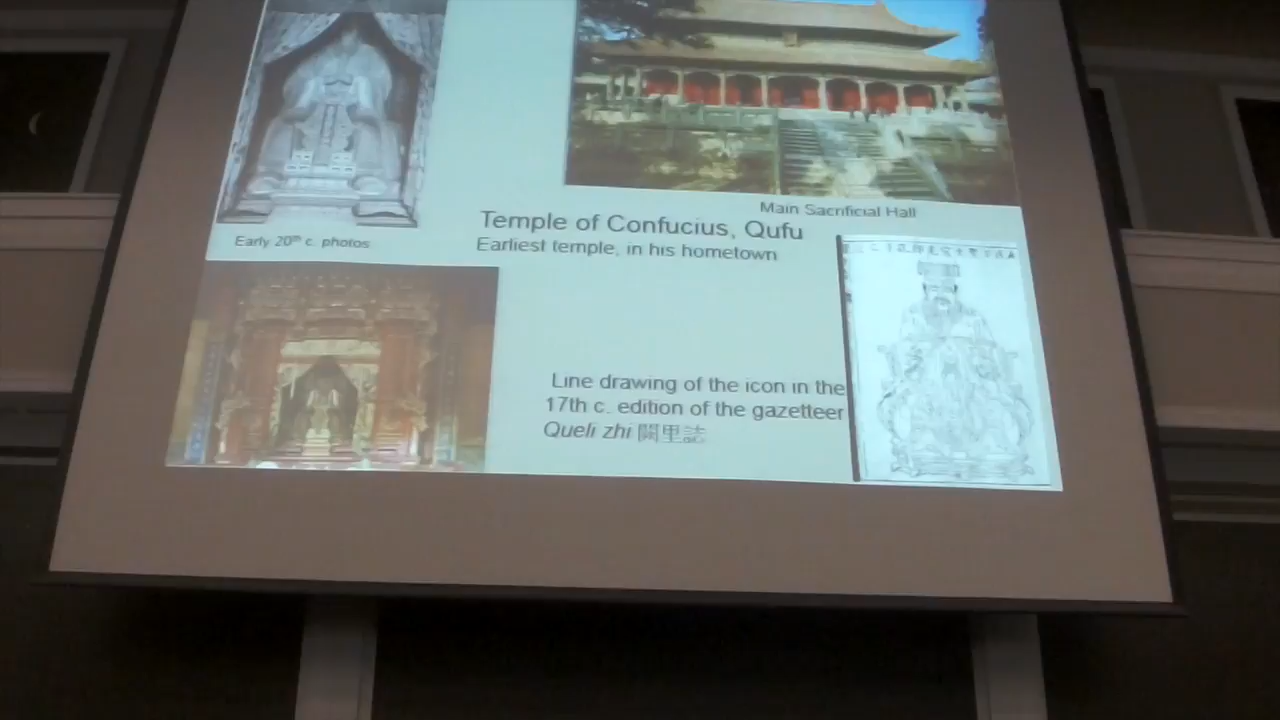 Main Sacrificial Hall
Temple of Confucius, Qufu
Earliest temple, in his hometown
Early 20th c. photos
Line drawing of the icon in the
17th c. edition of the gazetteer
Queli zhi 闕里誌